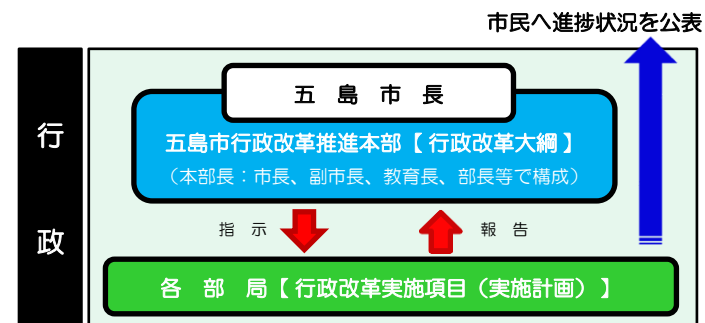 市民へ進捗状況を公表
五島市長
五島市行政改革推進本部【行政改革大綱】
（本部長：市長、副市長、教育長、部長等で構成）
指示
報告
各部局【行政改革実施項目（実施計画）】
行政